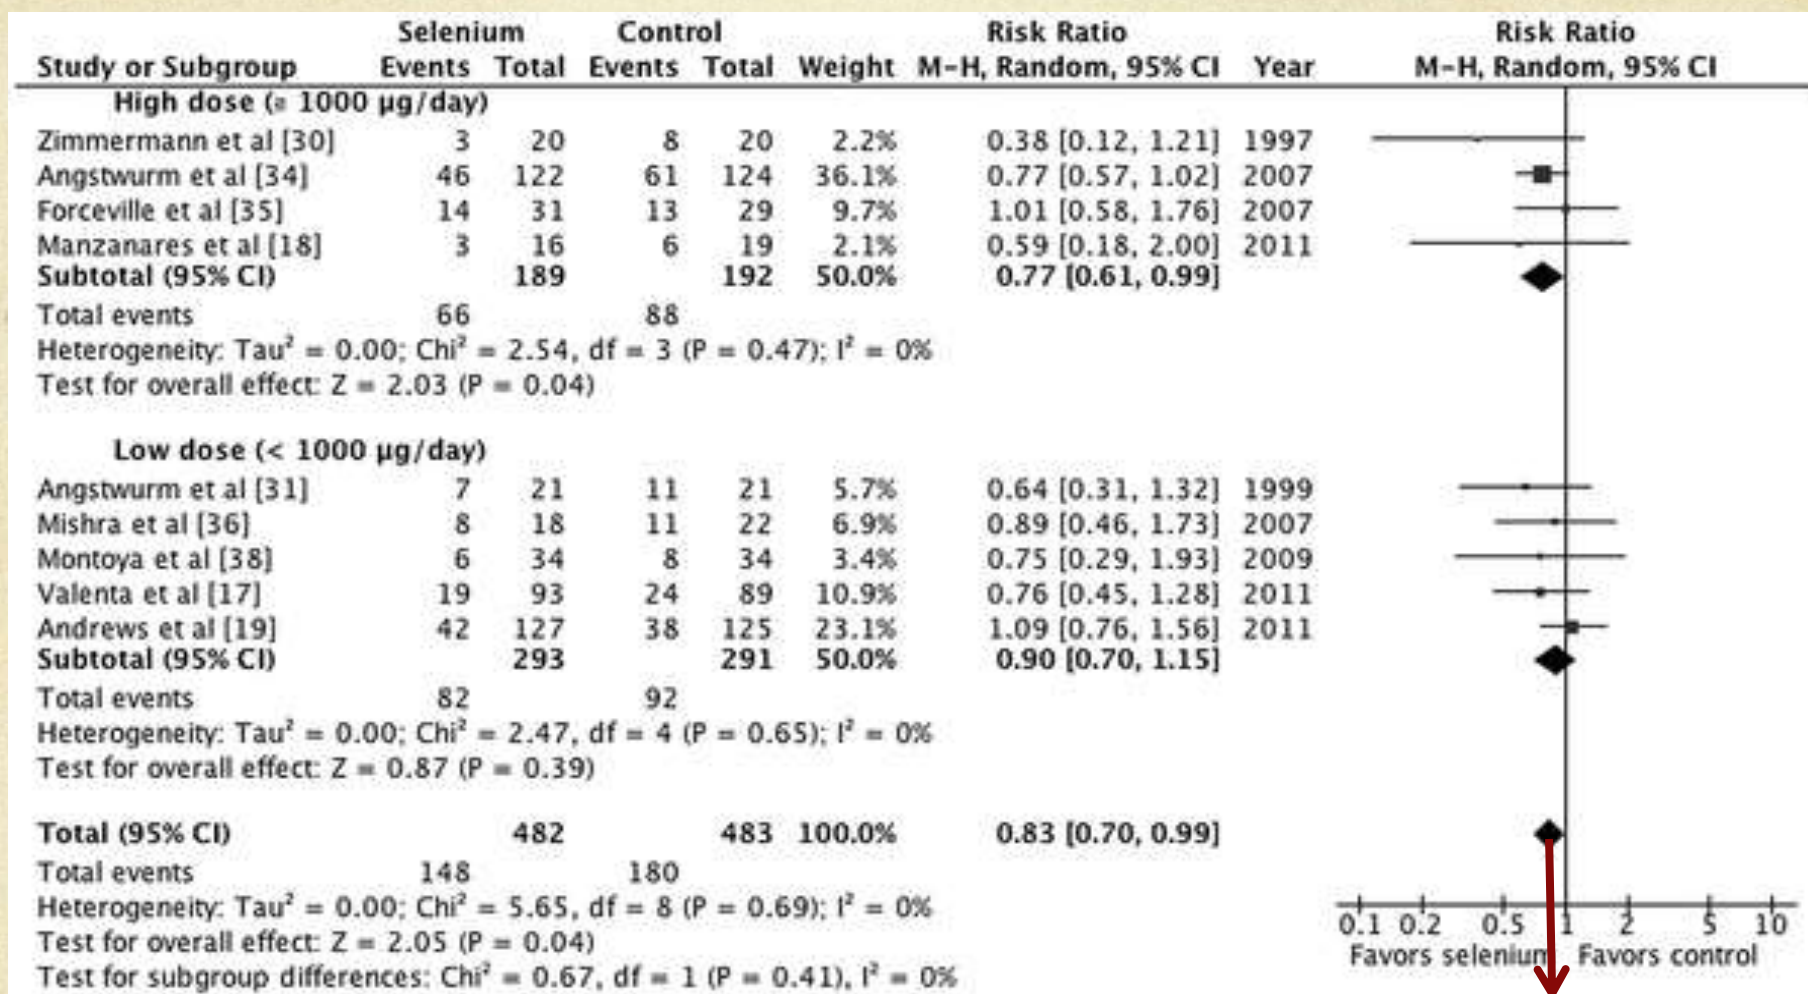 Selenium Control Risk Ratio Risk Ratio
Study or Subgroup Events Total Events Total Weight M-H, Random, 95% CI Year M-H, Random, 95% CI
High dose (≥ 1000 µg/day)
Zimmermann et al [30] 3 20 8 20 2.2% 0.38 [0.12, 1.21] 1997
Angstwurm et al [34] 46 122 61 124 36.1% 0.77 [0.57, 1.02] 2007
Forceville et al [35] 14 31 13 29 9.7% 1.01 [0.58, 1.76] 2007
Manzanares et al [18] 3 16 6 19 2.1% 0.59 [0.18, 2.00] 2011
Subtotal (95% CI) 189 192 50.0% 0.77 [0.61, 0.99]
Total events 66 88
Heterogeneity: Tau² = 0.00; Chi² = 2.54, df = 3 (P = 0.47); I² = 0%
Test for overall effect: Z = 2.03 (P = 0.04)
Low dose (< 1000 µg/day)
Angstwurm et al [31] 7 21 11 21 5.7% 0.64 [0.31, 1.32] 1999
Mishra et al [36] 8 18 11 22 6.9% 0.89 [0.46, 1.73] 2007
Montoya et al [38] 6 34 8 34 3.4% 0.75 [0.29, 1.93] 2009
Valenta et al [17] 19 93 24 89 10.9% 0.76 [0.45, 1.28] 2011
Andrews et al [19] 42 127 38 125 23.1% 1.09 [0.76, 1.56] 2011
Subtotal (95% CI) 293 291 50.0% 0.90 [0.70, 1.15]
Total events 82 92
Heterogeneity: Tau² = 0.00; Chi² = 2.47, df = 4 (P = 0.65); I² = 0%
Test for overall effect: Z = 0.87 (P = 0.39)
Total (95% CI) 482 483 100.0% 0.83 [0.70, 0.99]
Total events 148 180
Heterogeneity: Tau² = 0.00; Chi² = 5.65, df = 8 (P = 0.69); I² = 0%
0.1 0.2 0.5 1 2 5 10
Test for overall effect: Z = 2.05 (P = 0.04)
Favors selenium Favors control
Test for subgroup differences: Chi² = 0.67, df = 1 (P = 0.41), I² = 0%